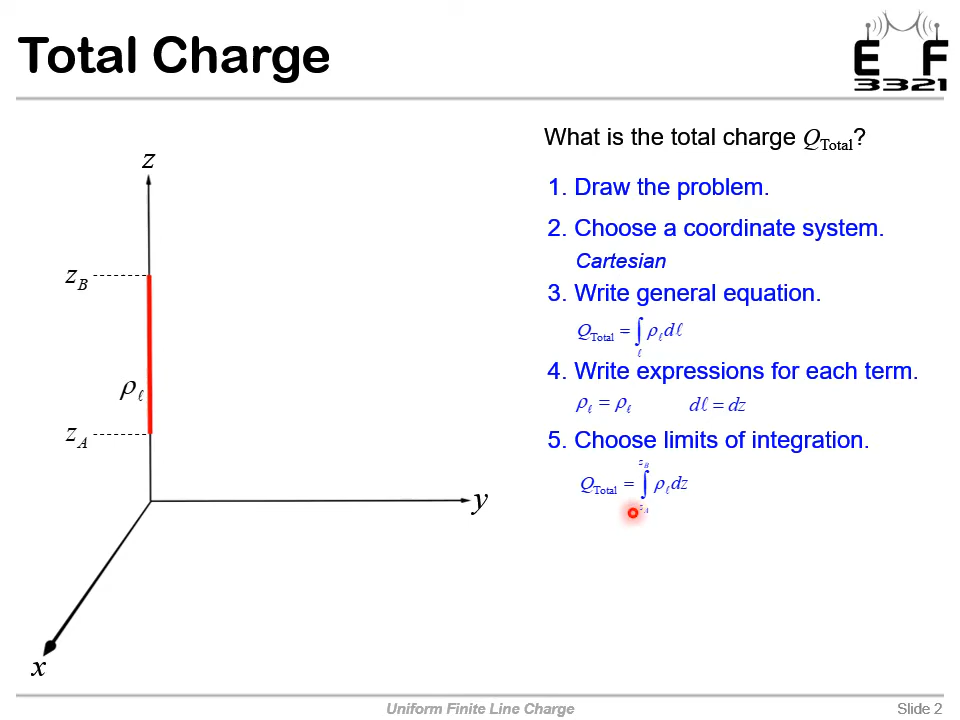 Total Charge
E F
3321
What is the total charge Q_Total?
1. Draw the problem.
2. Choose a coordinate system.
Cartesian
3. Write general equation.
Q_Total = ∫_ℓ ρ_ℓ dℓ
4. Write expressions for each term.
ρ_ℓ = ρ_ℓ dℓ = dz
5. Choose limits of integration.
Q_Total = ∫_{z_A}^{z_B} ρ_ℓ dz
z
z_B
ρ_ℓ
z_A
y
x
Uniform Finite Line Charge
Slide 2